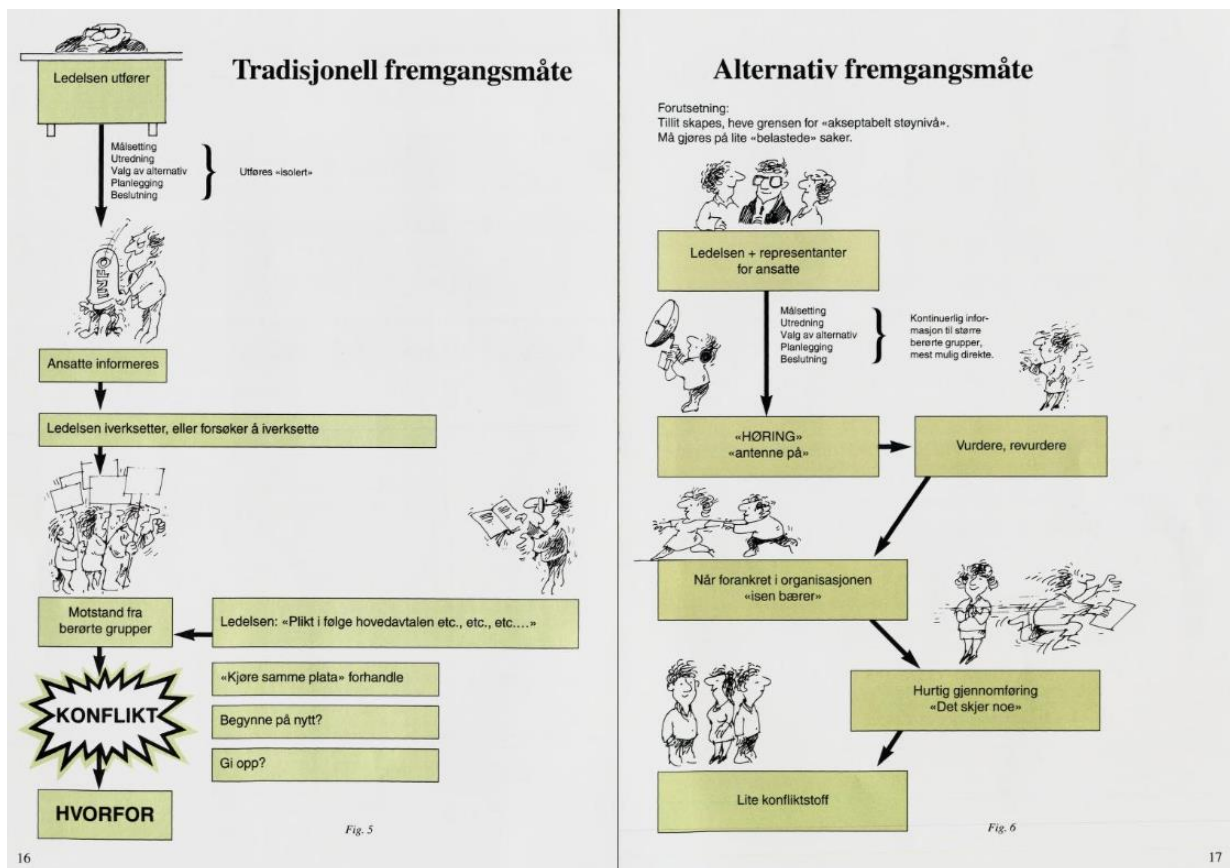 Tradisjonell fremgangsmåte
Ledelsen utfører
Målsetting
Utredning
Valg av alternativ
Planlegging
Beslutning
Utføres «isolert»
INFO
Ansatte informeres
Ledelsen iverksetter, eller forsøker å iverksette
Motstand fra
berørte grupper
Ledelsen: «Plikt i følge hovedavtalen etc., etc., etc....»
KONFLIKT
«Kjøre samme plata» forhandle
Begynne på nytt?
Gi opp?
HVORFOR
Fig. 5
16
Alternativ fremgangsmåte
Forutsetning:
Tillit skapes, heve grensen for «akseptabelt støynivå».
Må gjøres på lite «belastede» saker.
Ledelsen + representanter
for ansatte
Målsetting
Utredning
Valg av alternativ
Planlegging
Beslutning
Kontinuerlig infor-
masjon til større
berørte grupper,
mest mulig direkte.
«HØRING»
«antenne på»
Vurdere, revurdere
Når forankret i organisasjonen
«isen bærer»
Hurtig gjennomføring
«Det skjer noe»
Lite konfliktstoff
Fig. 6
17